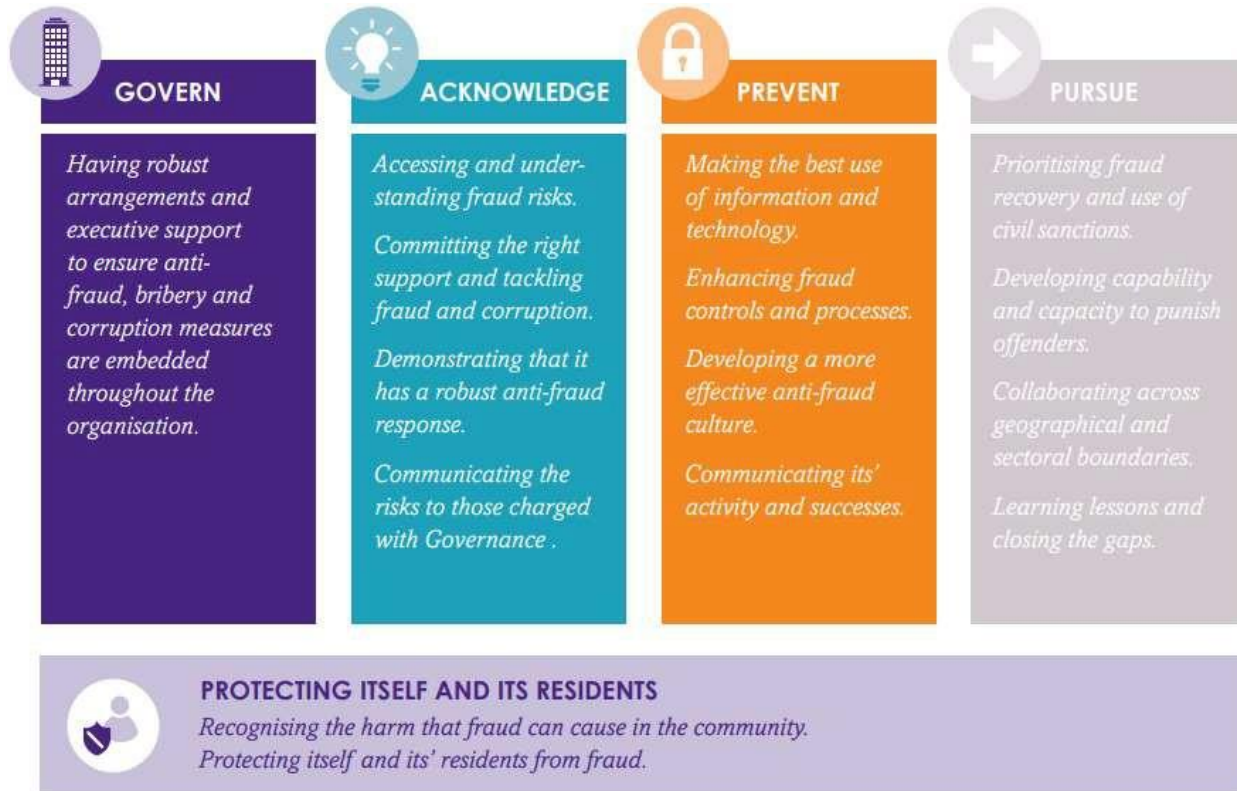 GOVERN
Having robust
arrangements and
executive support
to ensure anti-
fraud, bribery and
corruption measures
are embedded
throughout the
organisation.
ACKNOWLEDGE
Accessing and under-
standing fraud risks.
Committing the right
support and tackling
fraud and corruption.
Demonstrating that it
has a robust anti-fraud
response.
Communicating the
risks to those charged
with Governance .
PREVENT
Making the best use
of information and
technology.
Enhancing fraud
controls and processes.
Developing a more
effective anti-fraud
culture.
Communicating its’
activity and successes.
PURSUE
Prioritising fraud
recovery and use of
civil sanctions.
Developing capability
and capacity to punish
offenders.
Collaborating across
geographical and
sectoral boundaries.
Learning lessons and
closing the gaps.
PROTECTING ITSELF AND ITS RESIDENTS
Recognising the harm that fraud can cause in the community.
Protecting itself and its’ residents from fraud.